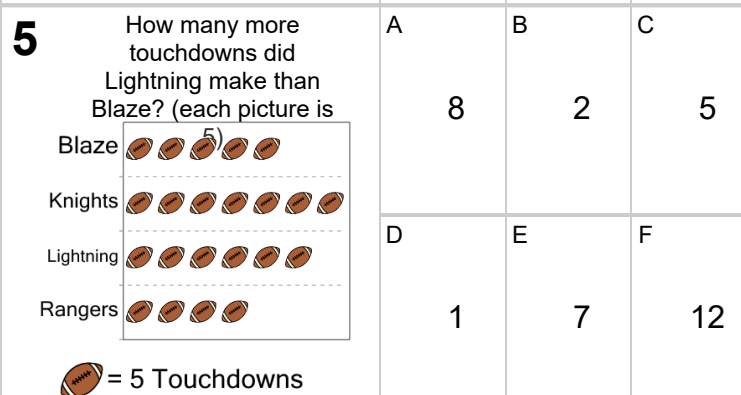 5
How many more
touchdowns did
Lightning make than
Blaze? (each picture is
5)
Blaze
Knights
Lightning
Rangers
= 5 Touchdowns
A
8
B
2
C
5
D
1
E
7
F
12